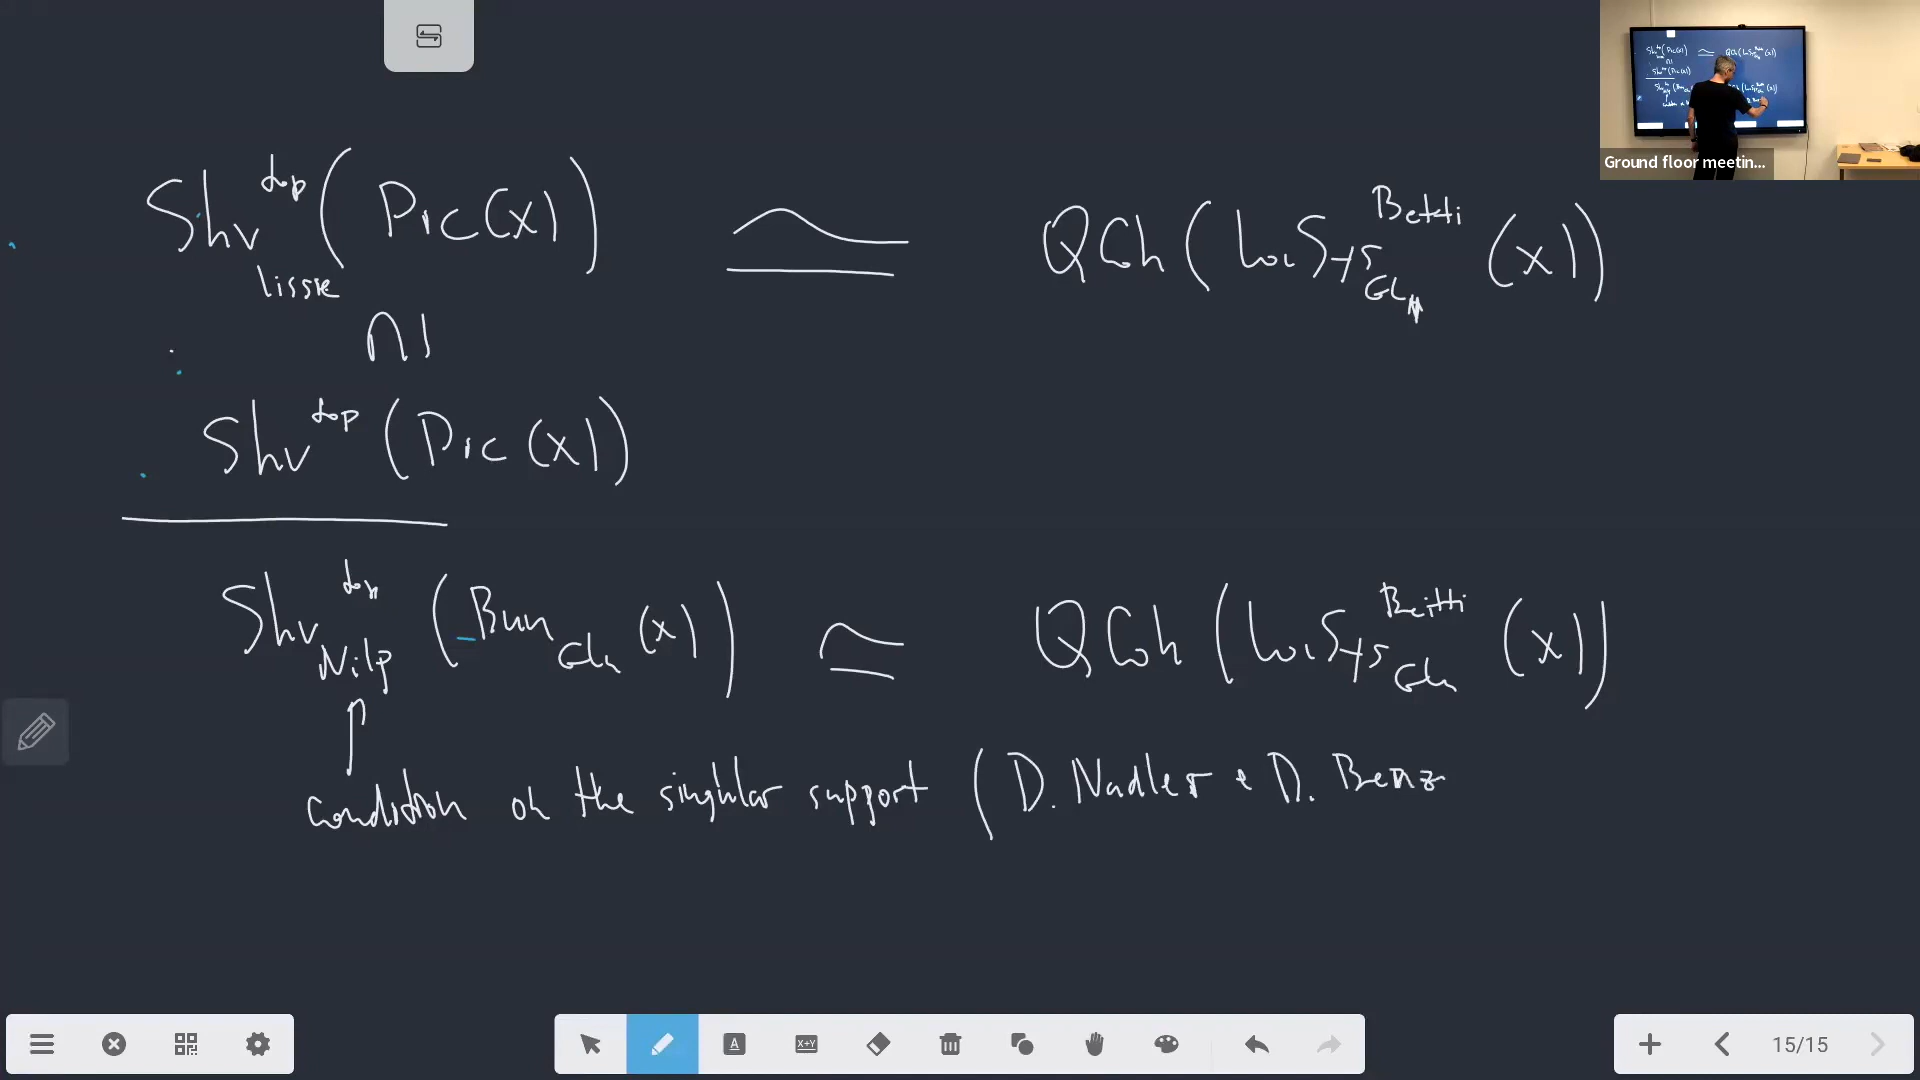 Shv^top_lisse (Pic(X)) ≅ QCoh(LocSys^Betti_GL₁ (X))
∩|
Shv^top (Pic(X))
Shv^top_Nilp (Bun_GLn (X)) ≅ QCoh(LocSys^Betti_GLn (X))
↑
condition on the singular support (D. Nadler & D. Benz
Ground floor meetin...
A
X+Y
15/15